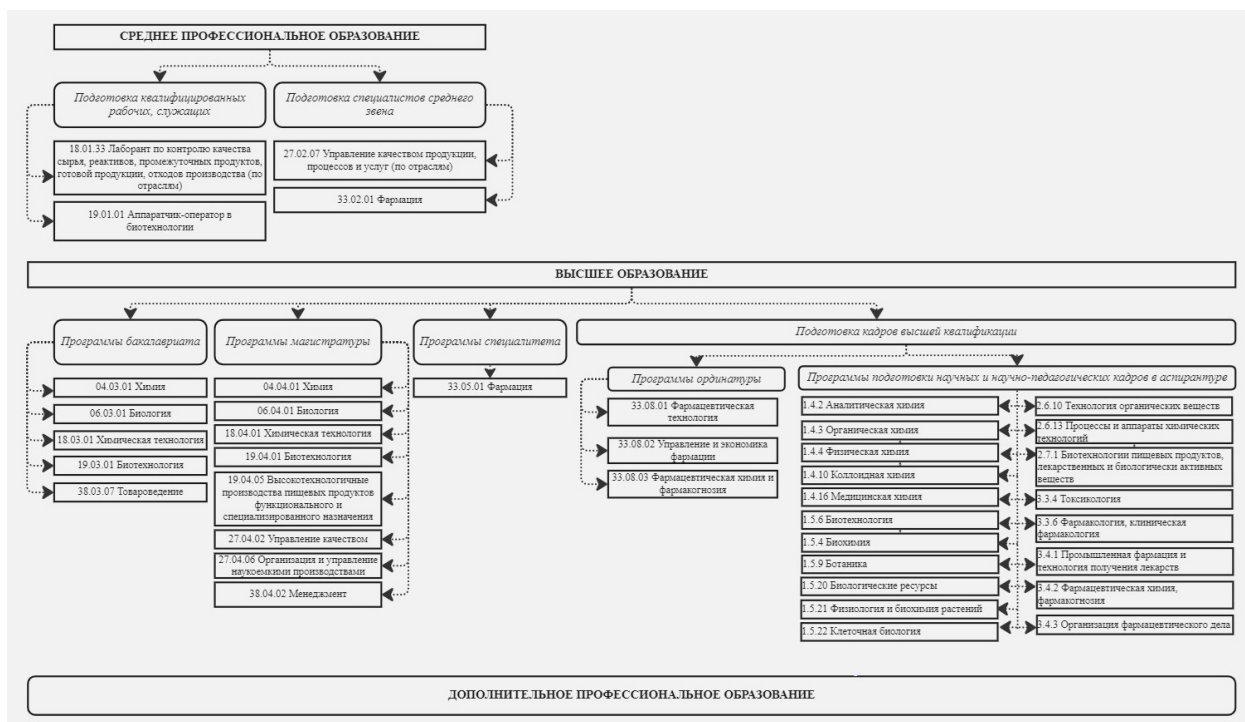 СРЕДНЕЕ ПРОФЕССИОНАЛЬНОЕ ОБРАЗОВАНИЕ
Подготовка квалифицированных
рабочих, служащих
18.01.33 Лаборант по контролю качества
сырья, реактивов, промежуточных продуктов,
готовой продукции, отходов производства (по
отраслям)
19.01.01 Аппаратчик-оператор в
биотехнологии
Подготовка специалистов среднего
звена
27.02.07 Управление качеством продукции,
процессов и услуг (по отраслям)
33.02.01 Фармация
ВЫСШЕЕ ОБРАЗОВАНИЕ
Программы бакалавриата
04.03.01 Химия
06.03.01 Биология
18.03.01 Химическая технология
19.03.01 Биотехнология
38.03.07 Товароведение
Программы магистратуры
04.04.01 Химия
06.04.01 Биология
18.04.01 Химическая технология
19.04.01 Биотехнология
19.04.05 Высокотехнологичные
производства пищевых продуктов
функционального и
специализированного назначения
27.04.02 Управление качеством
27.04.06 Организация и управление
наукоемкими производствами
38.04.02 Менеджмент
Программы специалитета
33.05.01 Фармация
Подготовка кадров высшей квалификации
Программы ординатуры
33.08.01 Фармацевтическая
технология
33.08.02 Управление и экономика
фармации
33.08.03 Фармацевтическая химия и
фармакогнозия
Программы подготовки научных и научно-педагогических кадров в аспирантуре
1.4.2 Аналитическая химия
1.4.3 Органическая химия
1.4.4 Физическая химия
1.4.10 Коллоидная химия
1.4.16 Медицинская химия
1.5.6 Биотехнология
1.5.4 Биохимия
1.5.9 Ботаника
1.5.20 Биологические ресурсы
1.5.21 Физиология и биохимия растений
1.5.22 Клеточная биология
2.6.10 Технология органических веществ
2.6.13 Процессы и аппараты химических
технологий
2.7.1 Биотехнологии пищевых продуктов,
лекарственных и биологически активных
веществ
3.3.4 Токсикология
3.3.6 Фармакология, клиническая
фармакология
3.4.1 Промышленная фармация и
технология получения лекарств
3.4.2 Фармацевтическая химия,
фармакогнозия
3.4.3 Организация фармацевтического дела
ДОПОЛНИТЕЛЬНОЕ ПРОФЕССИОНАЛЬНОЕ ОБРАЗОВАНИЕ